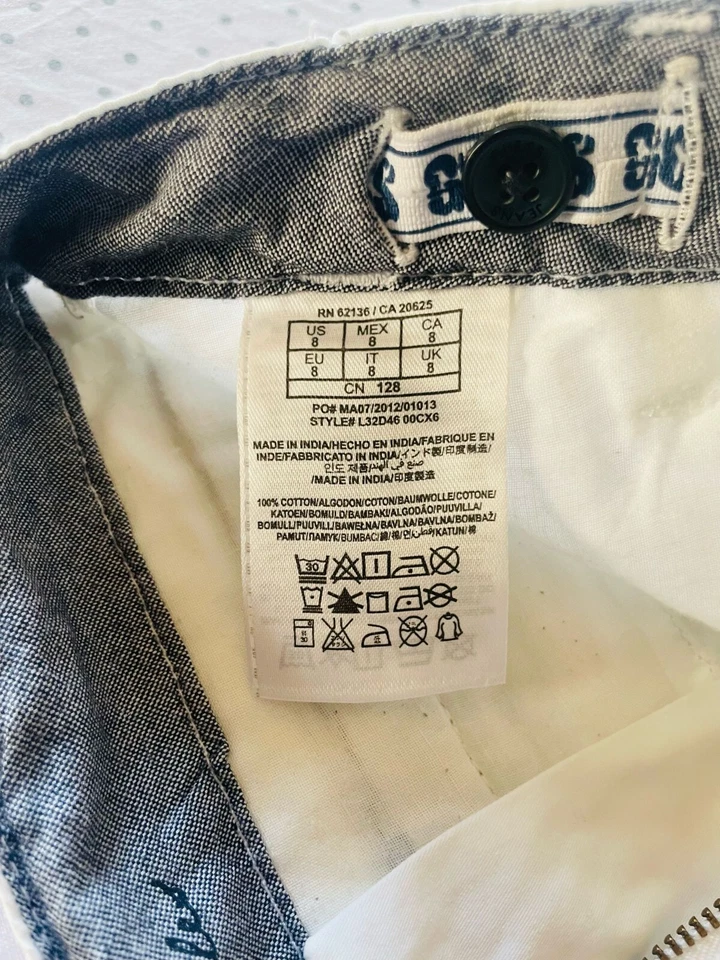 RN 62136 / CA 20625
US MEX CA
8 8 8
EU IT UK
8 8 8
CN 128
PO# MA07/2012/01013
STYLE# L32D46 00CX6
MADE IN INDIA/HECHO EN INDIA/FABRIQUE EN
INDE/FABBRICATO IN INDIA/インド製/印度製造/
인도 제품/صنع في الهند
/MADE IN INDIA/印度製造
100% COTTON/ALGODON/COTON/BAUMWOLLE/COTONE/
KATOEN/BOMULD/BAMBAKI/ALGODÃO/PUUVILLA/
BOMULL/PUUVILL/BAWEŁNA/BAVLNA/BAVLNA/BOMBAŽ/
PAMUT/ПАМУК/BUMBAC/綿/棉/면/قطن/KATUN/棉
30